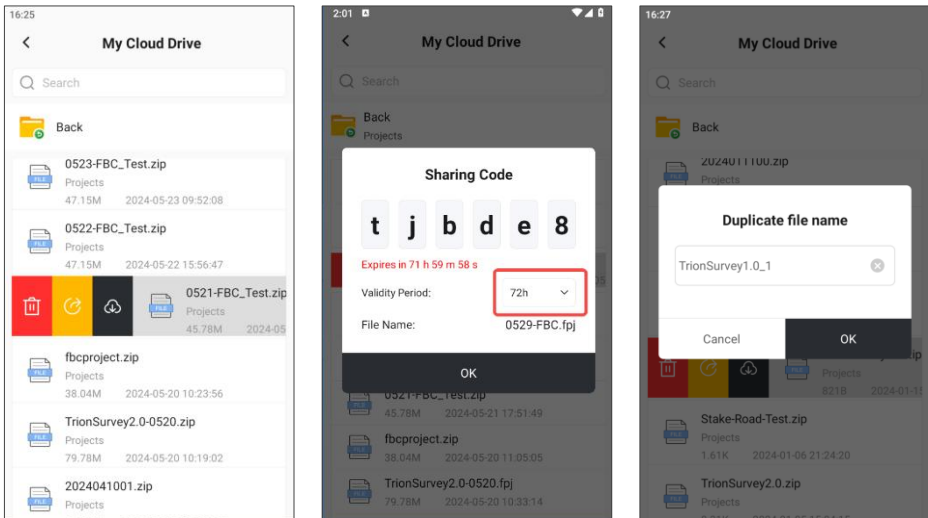 16:25
My Cloud Drive
Search
Back
0523-FBC_Test.zip
Projects
47.15M 2024-05-23 09:52:08
0522-FBC_Test.zip
Projects
47.15M 2024-05-22 15:56:47
0521-FBC_Test.zip
Projects
45.78M 2024-05
fbcproject.zip
Projects
38.04M 2024-05-20 10:23:56
TrionSurvey2.0-0520.zip
Projects
79.78M 2024-05-20 10:19:02
2024041001.zip
Projects
2:01
My Cloud Drive
Search
Back
Projects
Sharing Code
t j b d e 8
Expires in 71 h 59 m 58 s
Validity Period: 72h
File Name: 0529-FBC.fpj
OK
0521-FBC_Test.zip
45.78M 2024-05-21 17:51:49
fbcproject.zip
38.04M 2024-05-20 11:05:05
TrionSurvey2.0-0520.fpj
79.78M 2024-05-20 10:33:14
16:27
My Cloud Drive
Search
Back
2024011100.zip
Projects
Duplicate file name
TrionSurvey1.0_1
Cancel OK
Projects
821B
Stake-Road-Test.zip
Projects
1.61K 2024-01-06 21:24:20
TrionSurvey2.0.zip
Projects